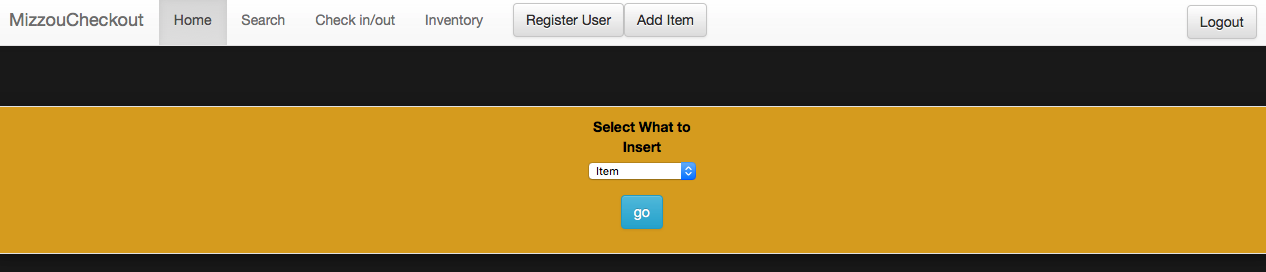 MizzouCheckout Home Search Check in/out Inventory Register User Add Item Logout
Select What to
Insert
Item
go